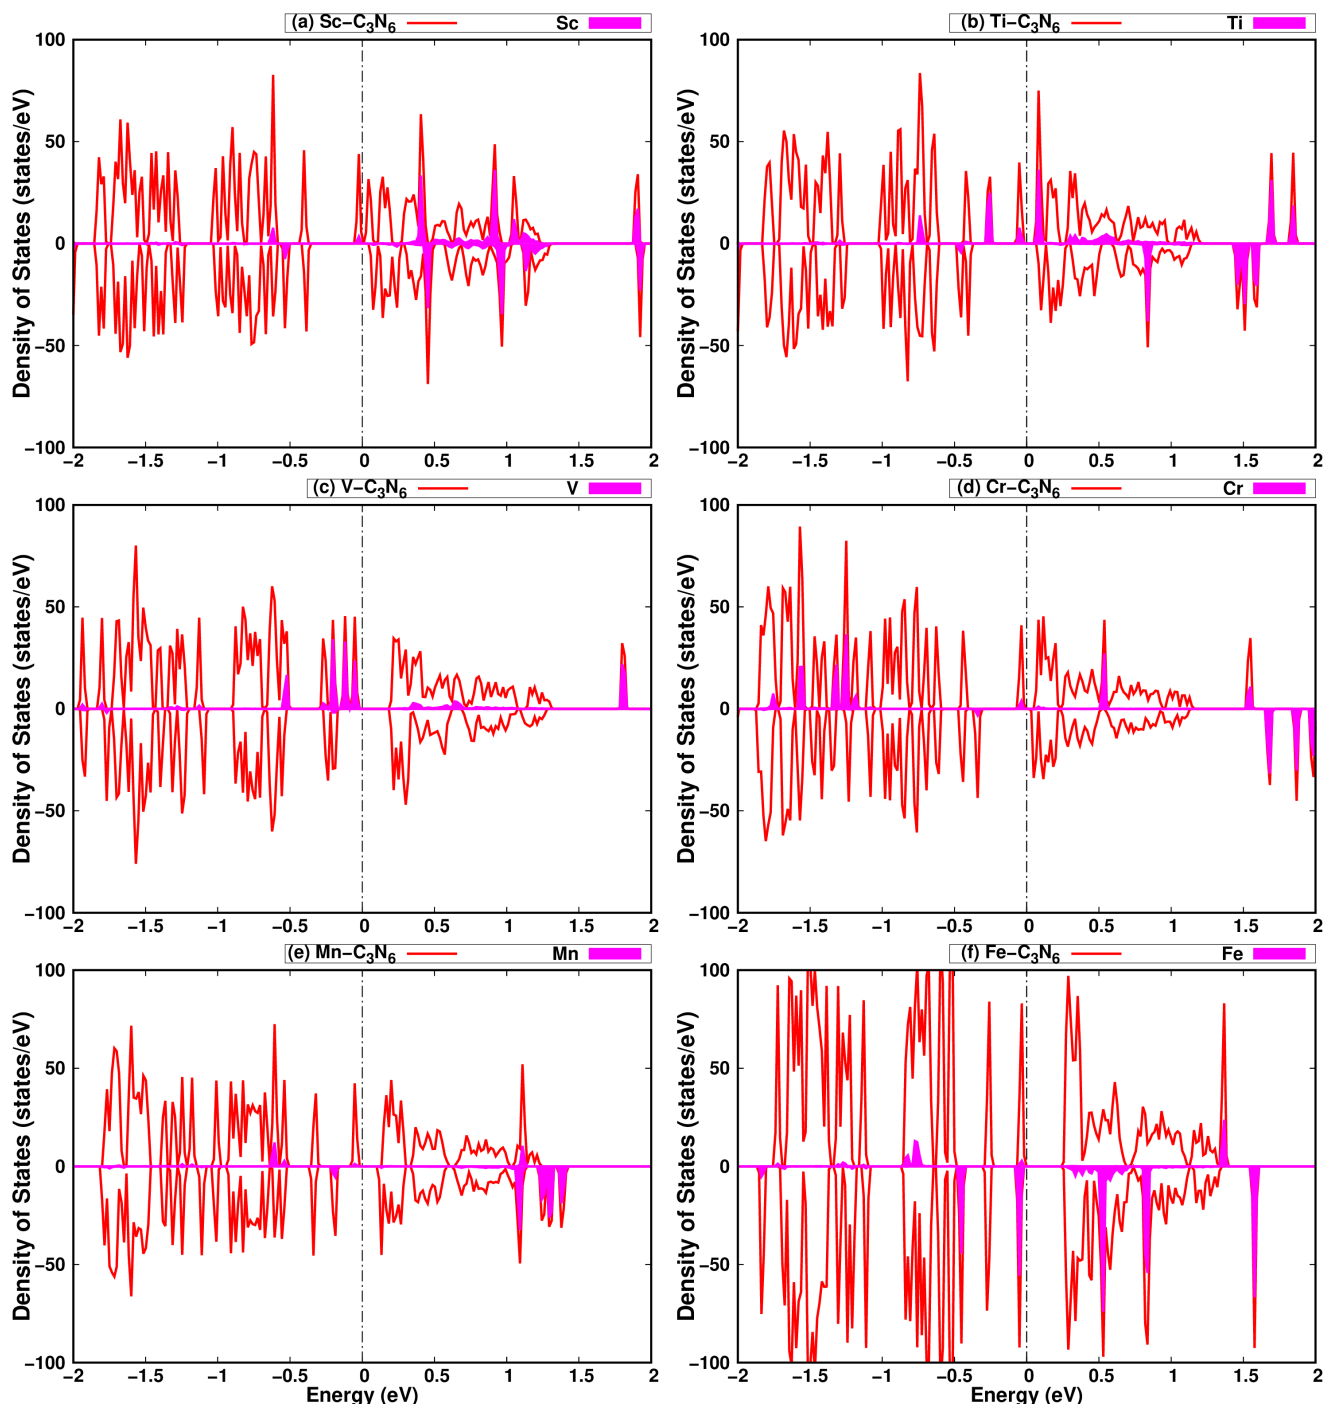 (a) Sc−C₃N₆ Sc
(b) Ti−C₃N₆ Ti
Density of States (states/eV)
100
50
0
−50
−100
−2 −1.5 −1 −0.5 0 0.5 1 1.5 2
Density of States (states/eV)
100
50
0
−50
−100
−2 −1.5 −1 −0.5 0 0.5 1 1.5 2
(c) V−C₃N₆ V
(d) Cr−C₃N₆ Cr
Density of States (states/eV)
100
50
0
−50
−100
−2 −1.5 −1 −0.5 0 0.5 1 1.5 2
Density of States (states/eV)
100
50
0
−50
−100
−2 −1.5 −1 −0.5 0 0.5 1 1.5 2
(e) Mn−C₃N₆ Mn
(f) Fe−C₃N₆ Fe
Density of States (states/eV)
100
50
0
−50
−100
−2 −1.5 −1 −0.5 0 0.5 1 1.5 2
Energy (eV)
Density of States (states/eV)
100
50
0
−50
−100
−2 −1.5 −1 −0.5 0 0.5 1 1.5 2
Energy (eV)